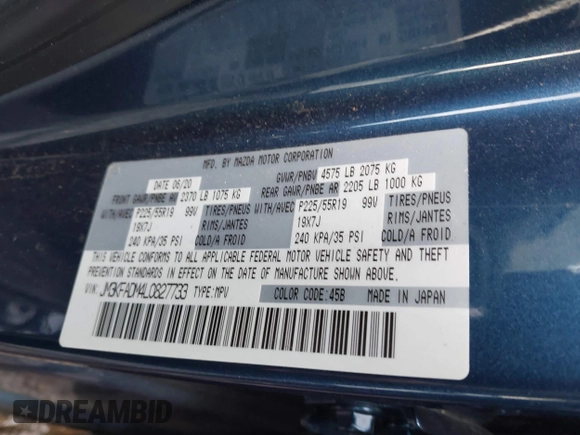 MFD. BY MAZDA MOTOR CORPORATION
DATE 06/20 GVWR/PNBV 4575 LB 2075 KG
FRONT GAWR/PNBE AV 2370 LB 1075 KG REAR GAWR/PNBE AR 2205 LB 1000 KG
WITH/AVEC P225/55R19 99V TIRES/PNEUS WITH/AVEC P225/55R19 99V TIRES/PNEUS
19X7J RIMS/JANTES 19X7J RIMS/JANTES
240 KPA/35 PSI COLD/A FROID 240 KPA/35 PSI COLD/A FROID
THIS VEHICLE CONFORMS TO ALL APPLICABLE FEDERAL MOTOR VEHICLE SAFETY AND THEFT
PREVENTION STANDARDS IN EFFECT ON THE DATE OF MANUFACTURE SHOWN ABOVE.
VIN: JM3KFADM4L0827733 TYPE:MPV COLOR CODE:45B MADE IN JAPAN
DREAMBID